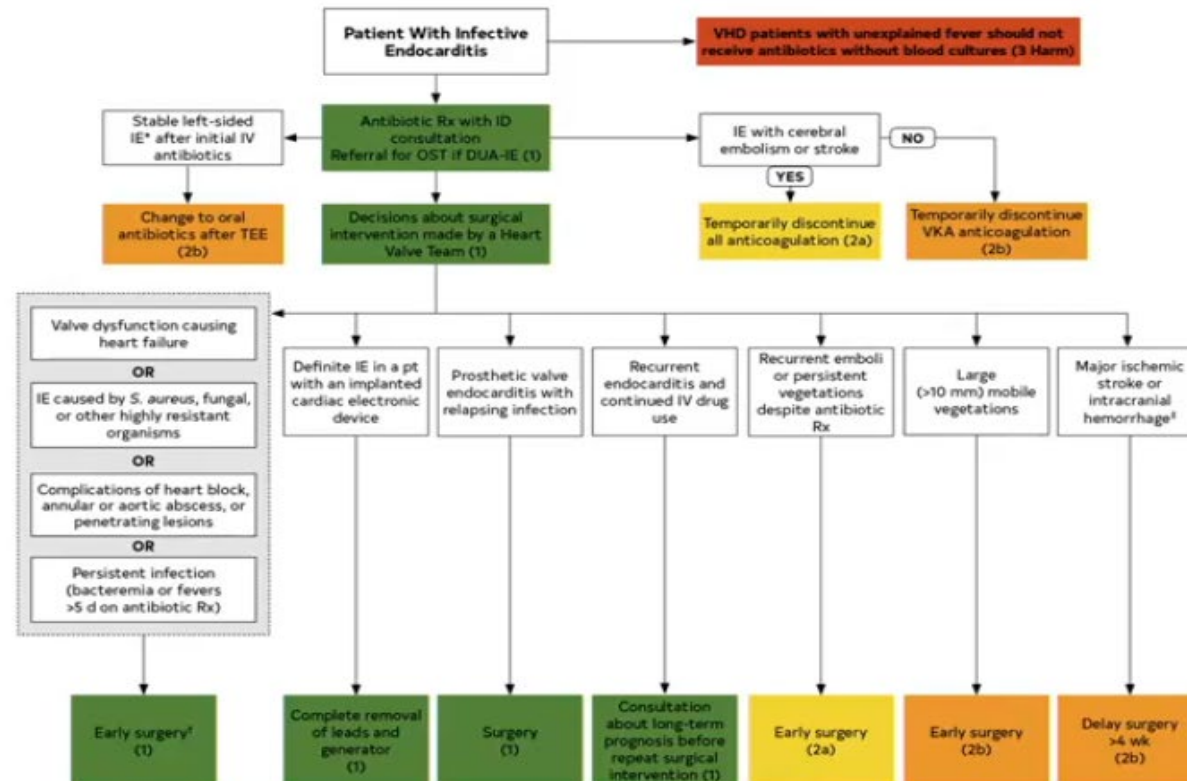 Patient With Infective
Endocarditis
VHD patients with unexplained fever should not
receive antibiotics without blood cultures (3 Harm)
Stable left-sided
IE* after initial IV
antibiotics
Antibiotic Rx with ID
consultation
Referral for OST if DUA-IE (1)
IE with cerebral
embolism or stroke
NO
YES
Change to oral
antibiotics after TEE
(2b)
Decisions about surgical
intervention made by a Heart
Valve Team (1)
Temporarily discontinue
all anticoagulation (2a)
Temporarily discontinue
VKA anticoagulation
(2b)
Valve dysfunction causing
heart failure
OR
IE caused by S. aureus, fungal,
or other highly resistant
organisms
OR
Complications of heart block,
annular or aortic abscess, or
penetrating lesions
OR
Persistent infection
(bacteremia or fevers
>5 d on antibiotic Rx)
Definite IE in a pt
with an implanted
cardiac electronic
device
Prosthetic valve
endocarditis with
relapsing infection
Recurrent
endocarditis and
continued IV drug
use
Recurrent emboli
or persistent
vegetations
despite antibiotic
Rx
Large
(>10 mm) mobile
vegetations
Major ischemic
stroke or
intracranial
hemorrhage‡
Early surgery‡
(1)
Complete removal
of leads and
generator
(1)
Surgery
(1)
Consultation
about long-term
prognosis before
repeat surgical
intervention (1)
Early surgery
(2a)
Early surgery
(2b)
Delay surgery
>4 wk
(2b)